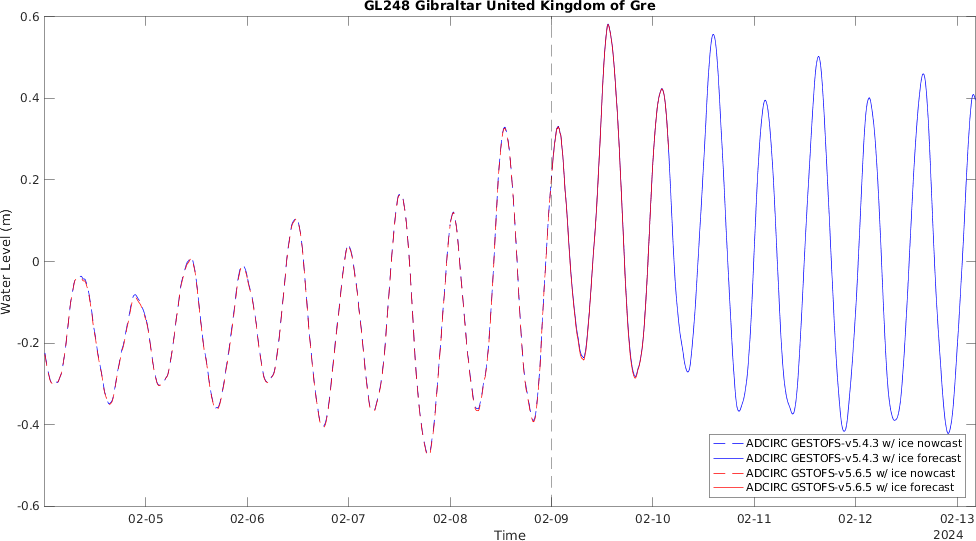 GL248 Gibraltar United Kingdom of Gre
0.6
0.4
0.2
0
-0.2
-0.4
-0.6
Water Level (m)
ADCIRC GESTOFS-v5.4.3 w/ ice nowcast
ADCIRC GESTOFS-v5.4.3 w/ ice forecast
ADCIRC GSTOFS-v5.6.5 w/ ice nowcast
ADCIRC GSTOFS-v5.6.5 w/ ice forecast
02-05 02-06 02-07 02-08 02-09 02-10 02-11 02-12 02-13
2024
Time